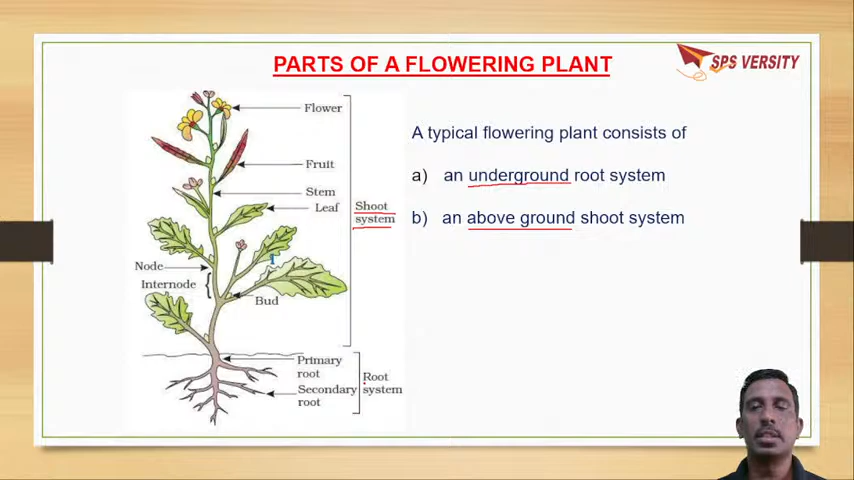 PARTS OF A FLOWERING PLANT
SPS VERSITY
Flower
Fruit
Stem
Leaf
Shoot
system
Node
Internode
Bud
Primary
root
Secondary
root
Root
system
A typical flowering plant consists of
a) an underground root system
b) an above ground shoot system